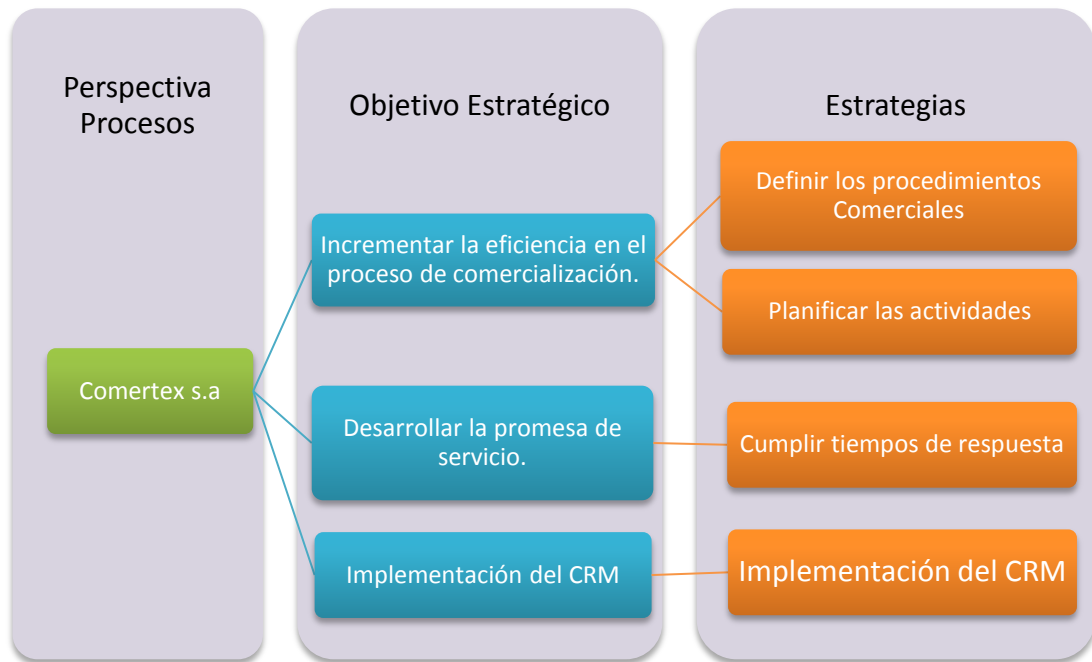 Perspectiva
Procesos
Objetivo Estratégico
Estrategias
Comertex s.a
Incrementar la eficiencia en el
proceso de comercialización.
Definir los procedimientos
Comerciales
Planificar las actividades
Desarrollar la promesa de
servicio.
Cumplir tiempos de respuesta
Implementación del CRM
Implementación del CRM